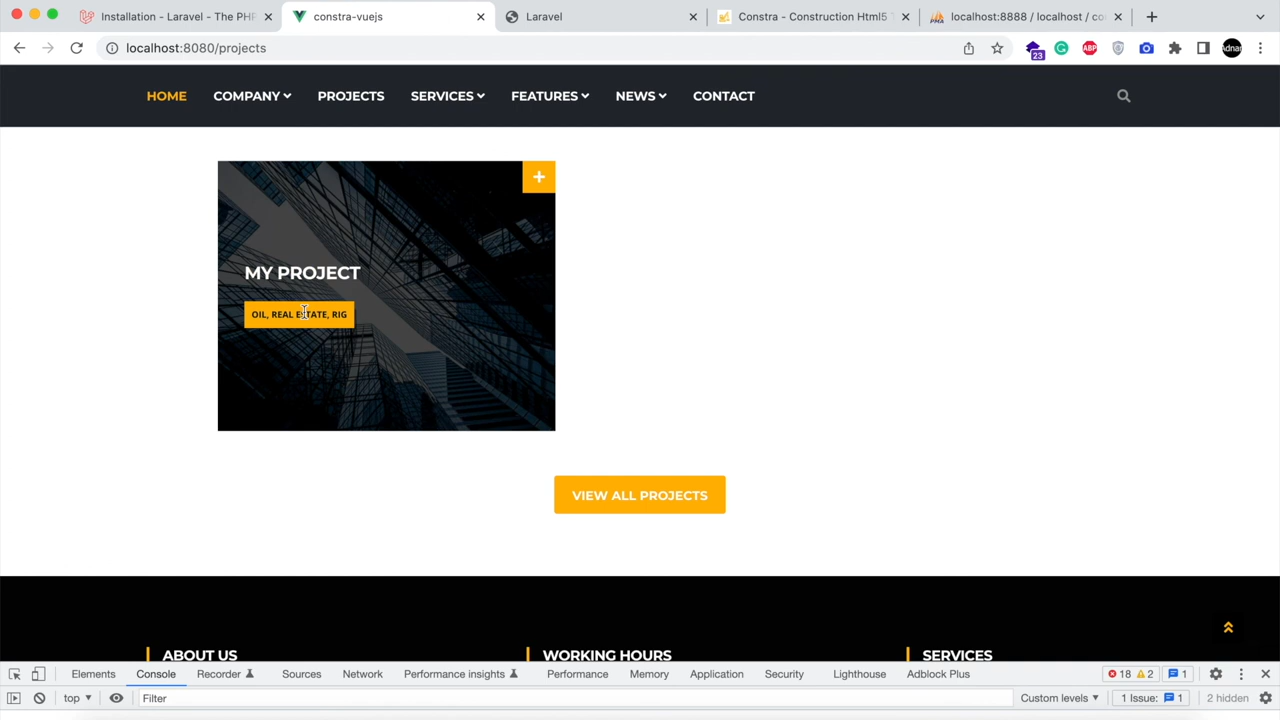 Installation - Laravel - The PHP
constra-vuejs
Laravel
Constra - Construction Html5
localhost:8888 / localhost / co
localhost:8080/projects
23
Adnan
HOME COMPANY PROJECTS SERVICES FEATURES NEWS CONTACT
MY PROJECT
OIL, REAL ESTATE, RIG
VIEW ALL PROJECTS
ABOUT US
WORKING HOURS
SERVICES
Elements Console Recorder Sources Network Performance Insights Performance Memory Application Security Lighthouse Adblock Plus 18 2 1
top Filter Custom levels 1 Issue: 1 2 hidden